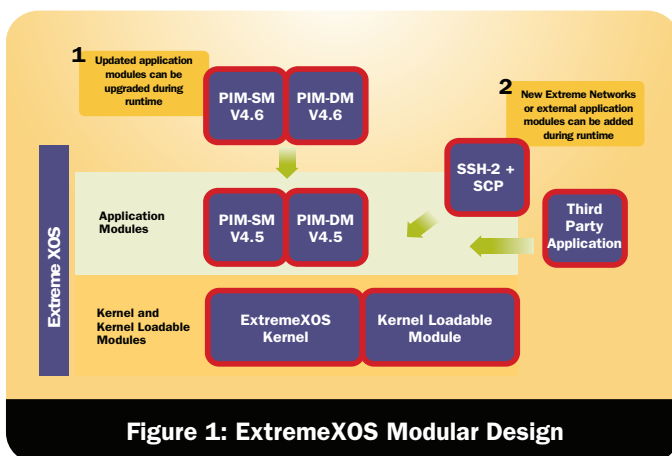 1
Updated application
modules can be
upgraded during
runtime
PIM-SM
V4.6
PIM-DM
V4.6
2
New Extreme Networks
or external application
modules can be added
during runtime
SSH-2 +
SCP
Extreme XOS
Application
Modules
PIM-SM
V4.5
PIM-DM
V4.5
Third
Party
Application
Kernel and
Kernel Loadable
Modules
ExtremeXOS
Kernel
Kernel Loadable
Module
Figure 1: ExtremeXOS Modular Design